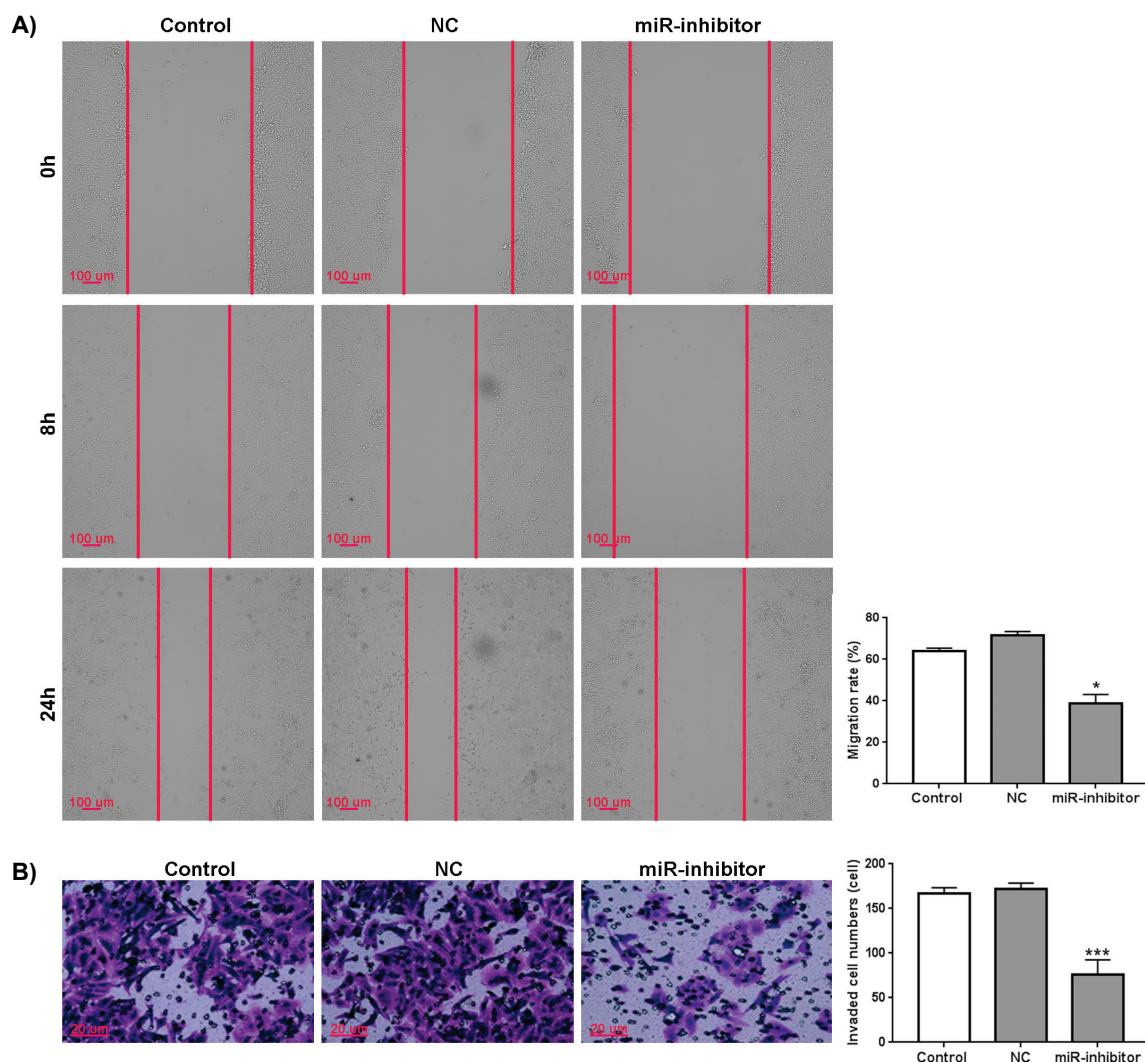 A)
Control
NC
miR-inhibitor
0h
100 um
100 um
100 um
8h
100 um
100 um
100 um
24h
100 um
100 um
100 um
Migration rate (%)
80
60
40
20
0
*
Control
NC
miR-inhibitor
B)
Control
NC
miR-inhibitor
20 um
20 um
20 um
Invaded cell numbers (cell)
200
150
100
50
0
***
Control
NC
miR-inhibitor